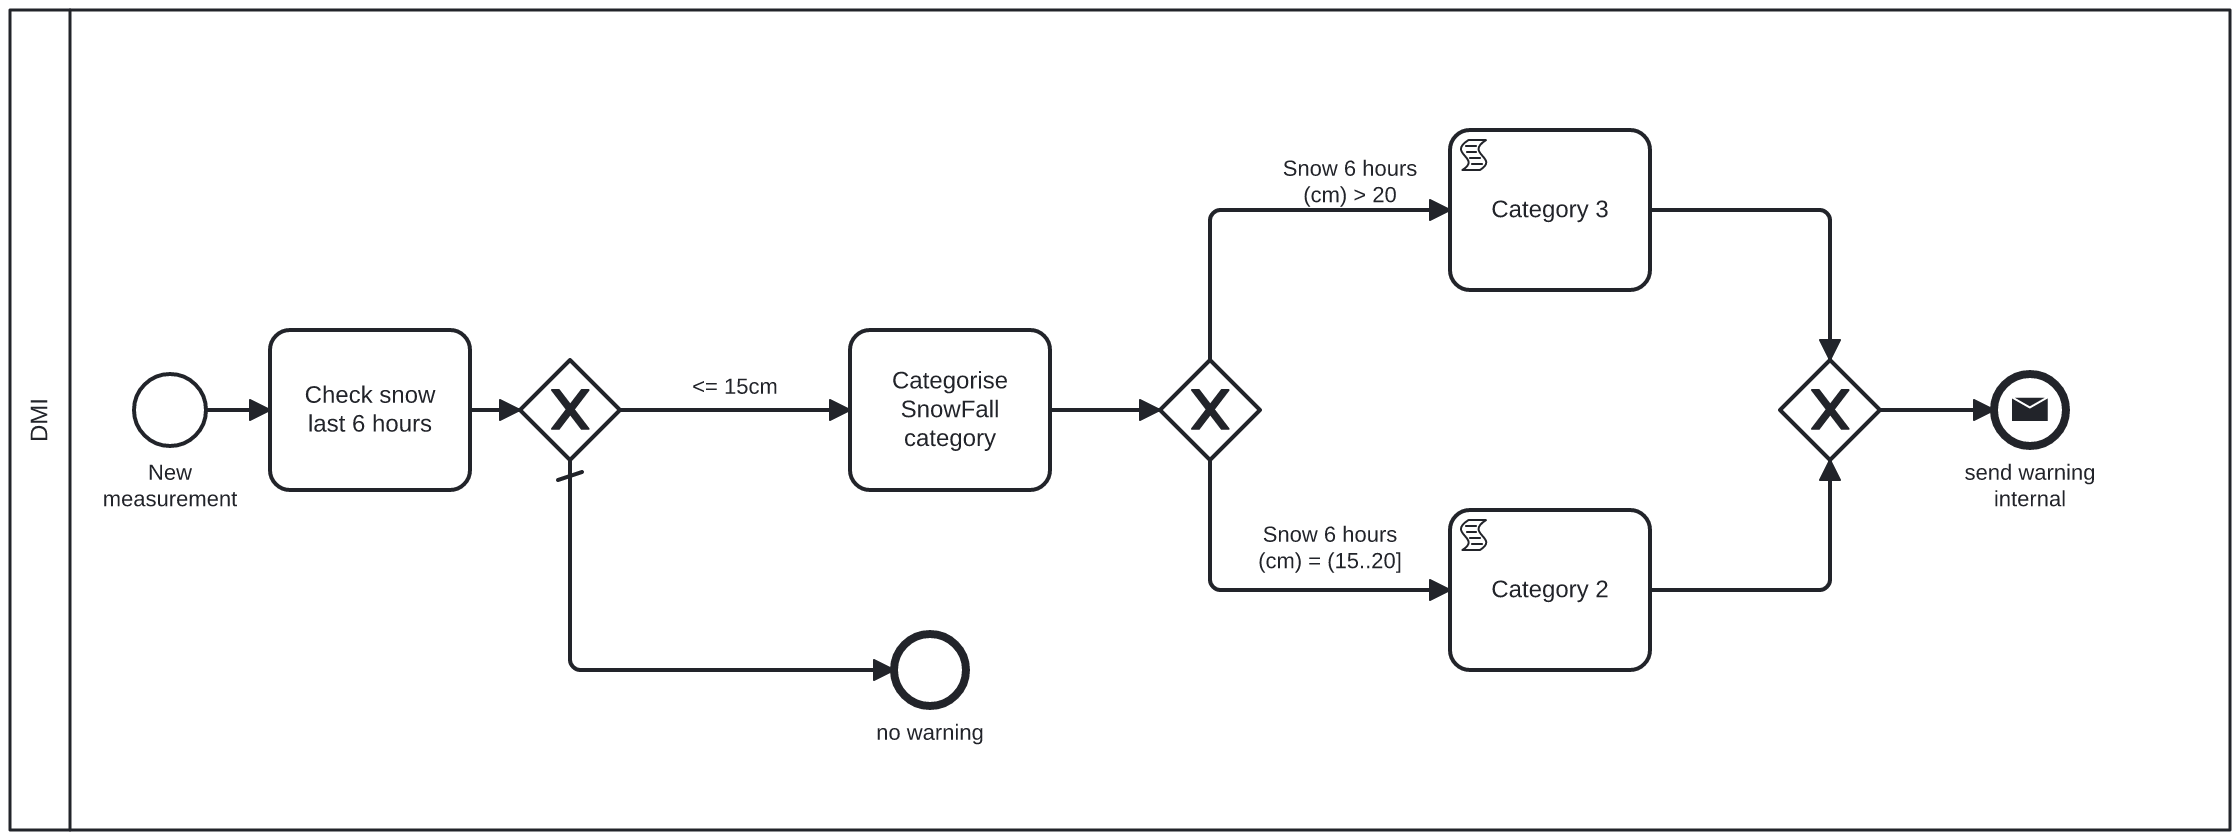 DMI
New
measurement
Check snow
last 6 hours
X
<= 15cm
no warning
Categorise
SnowFall
category
X
Snow 6 hours
(cm) > 20
Category 3
Snow 6 hours
(cm) = (15..20]
Category 2
X
send warning
internal